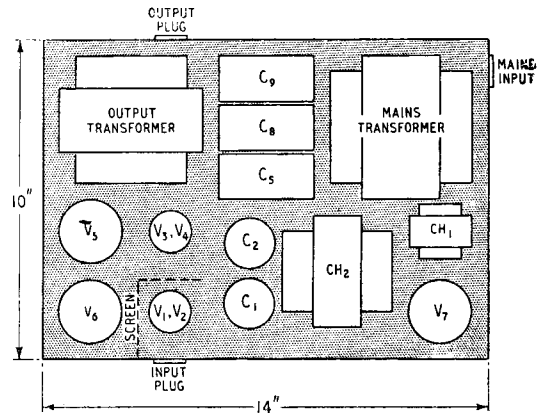 OUTPUT
PLUG
MAINS
INPUT
OUTPUT
TRANSFORMER
C9
C8
C5
MAINS
TRANSFORMER
10"
V5
V3, V4
C2
CH1
CH2
V6
SCREEN
V1, V2
C1
V7
INPUT
PLUG
14"